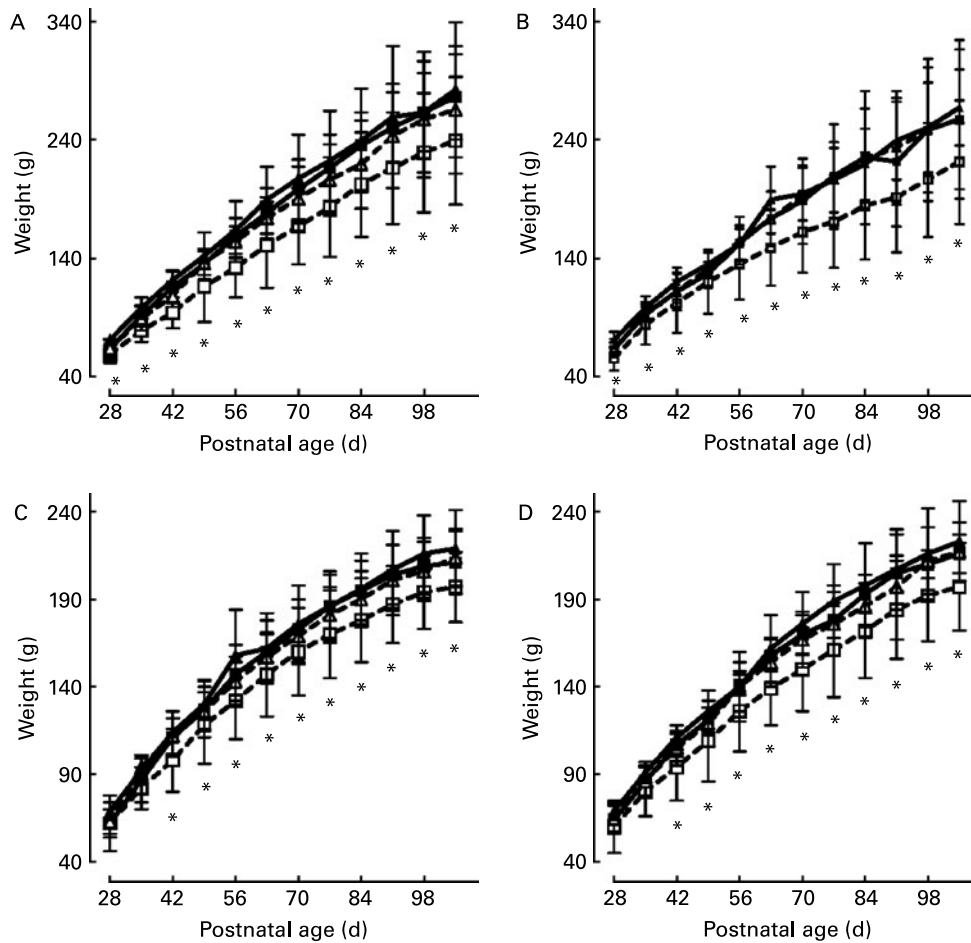 A
340
240
140
40
Weight (g)
28 42 56 70 84 98
Postnatal age (d)
* * * * * * * * * * * *
B
340
240
140
40
Weight (g)
28 42 56 70 84 98
Postnatal age (d)
* * * * * * * * * * * *
C
240
190
140
90
40
Weight (g)
28 42 56 70 84 98
Postnatal age (d)
* * * * * * * * * *
D
240
190
140
90
40
Weight (g)
28 42 56 70 84 98
Postnatal age (d)
* * * * * * * * * *